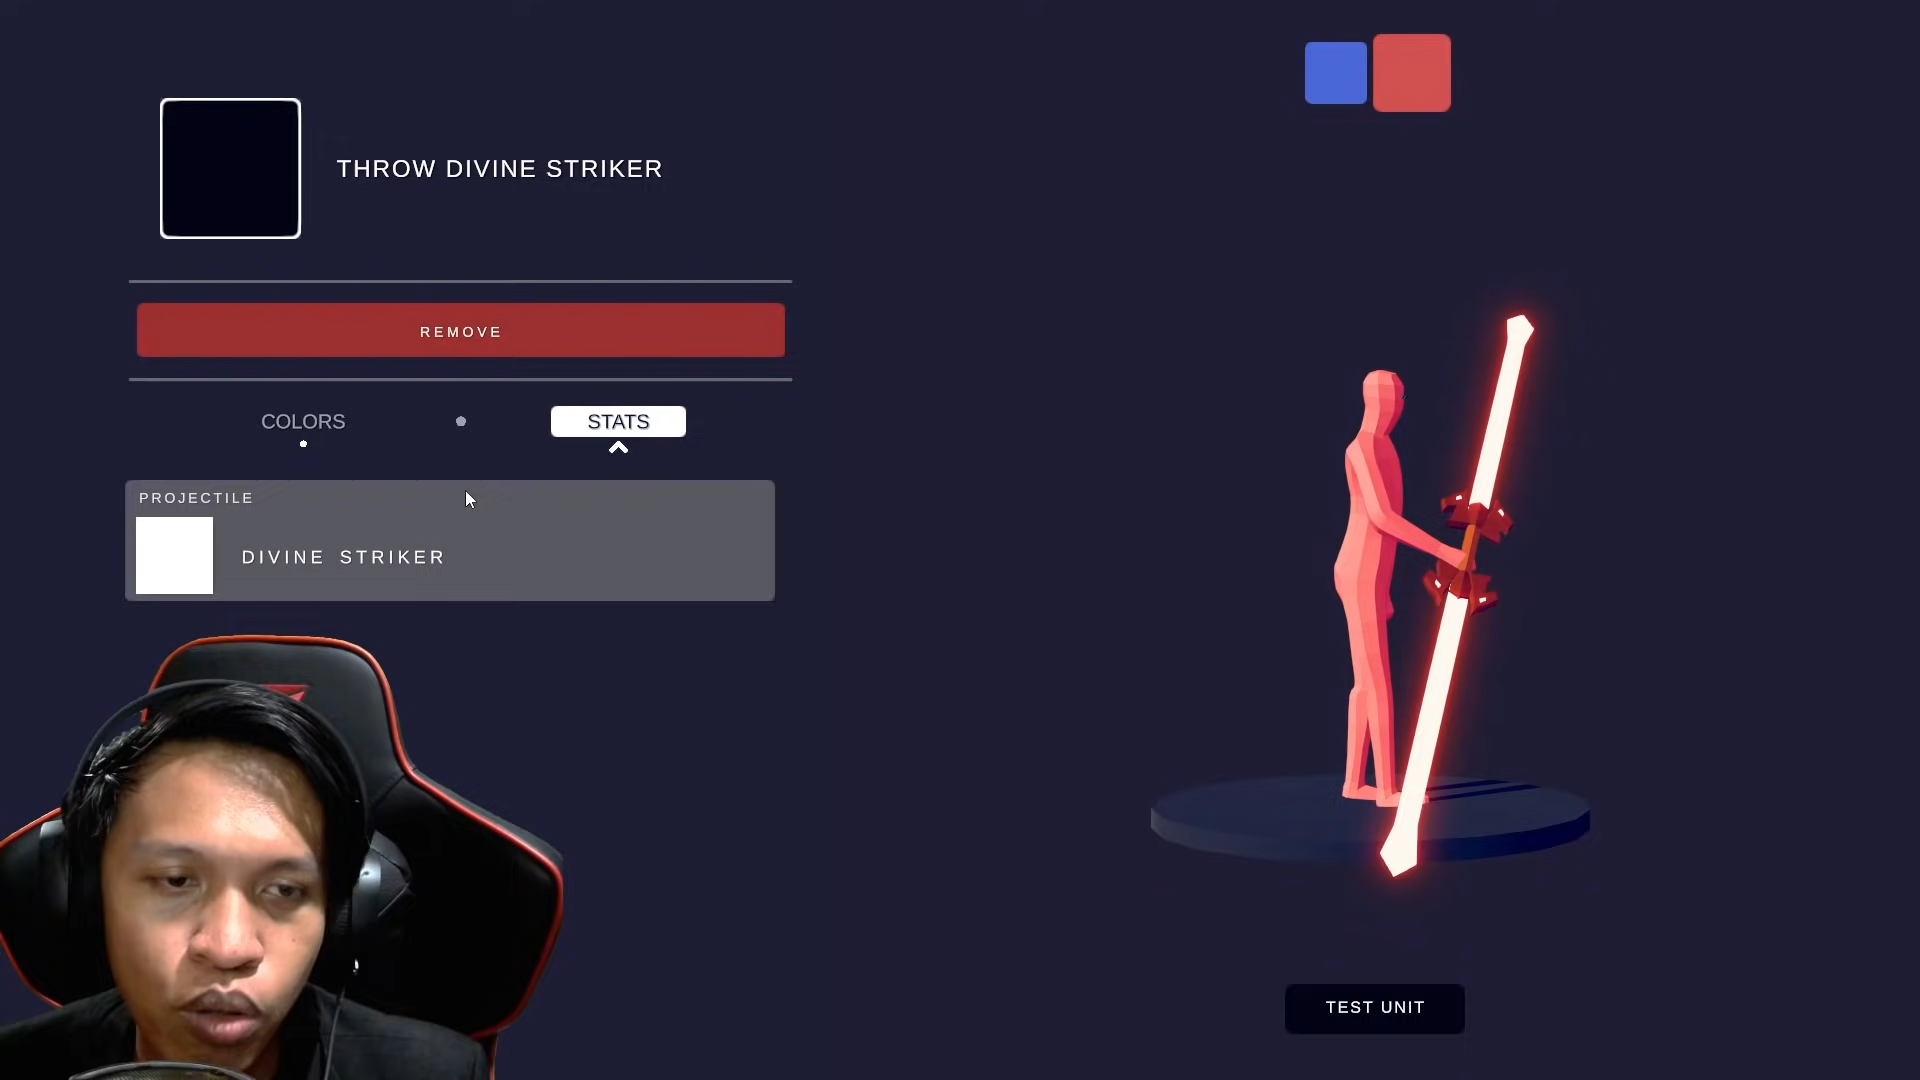 THROW DIVINE STRIKER
REMOVE
COLORS
STATS
PROJECTILE
DIVINE STRIKER
TEST UNIT